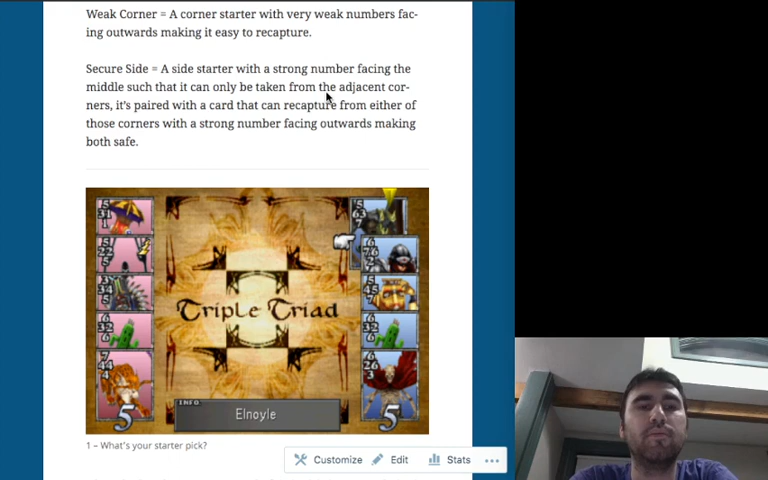 Weak Corner = A corner starter with very weak numbers fac-
ing outwards making it easy to recapture.
Secure Side = A side starter with a strong number facing the
middle such that it can only be taken from the adjacent cor-
ners, it's paired with a card that can recapture from either of
those corners with a strong number facing outwards making
both safe.
Triple Triad
5
INFO
Elnoyle
5
1 – What's your starter pick?
Customize Edit Stats